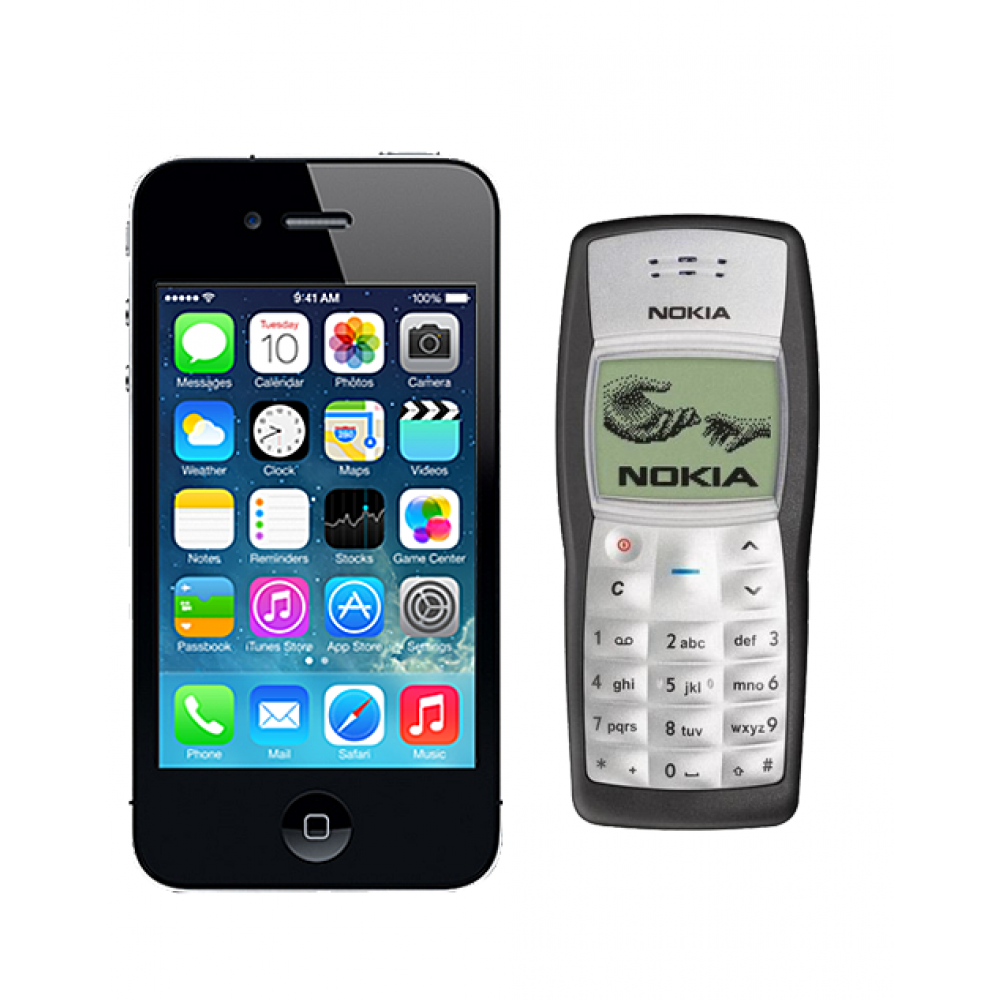 9:41 AM 100%
Tuesday
10
Messages Calendar Photos Camera
280
Weather Clock Maps Videos
Notes Reminders Stocks Game Center
Passbook iTunes Store App Store Settings
Phone Mail Safari Music
NOKIA
NOKIA
C
1 2 abc def 3
4 ghi 5 jkl mno 6
7 pqrs 8 tuv wxyz 9
* + 0 #